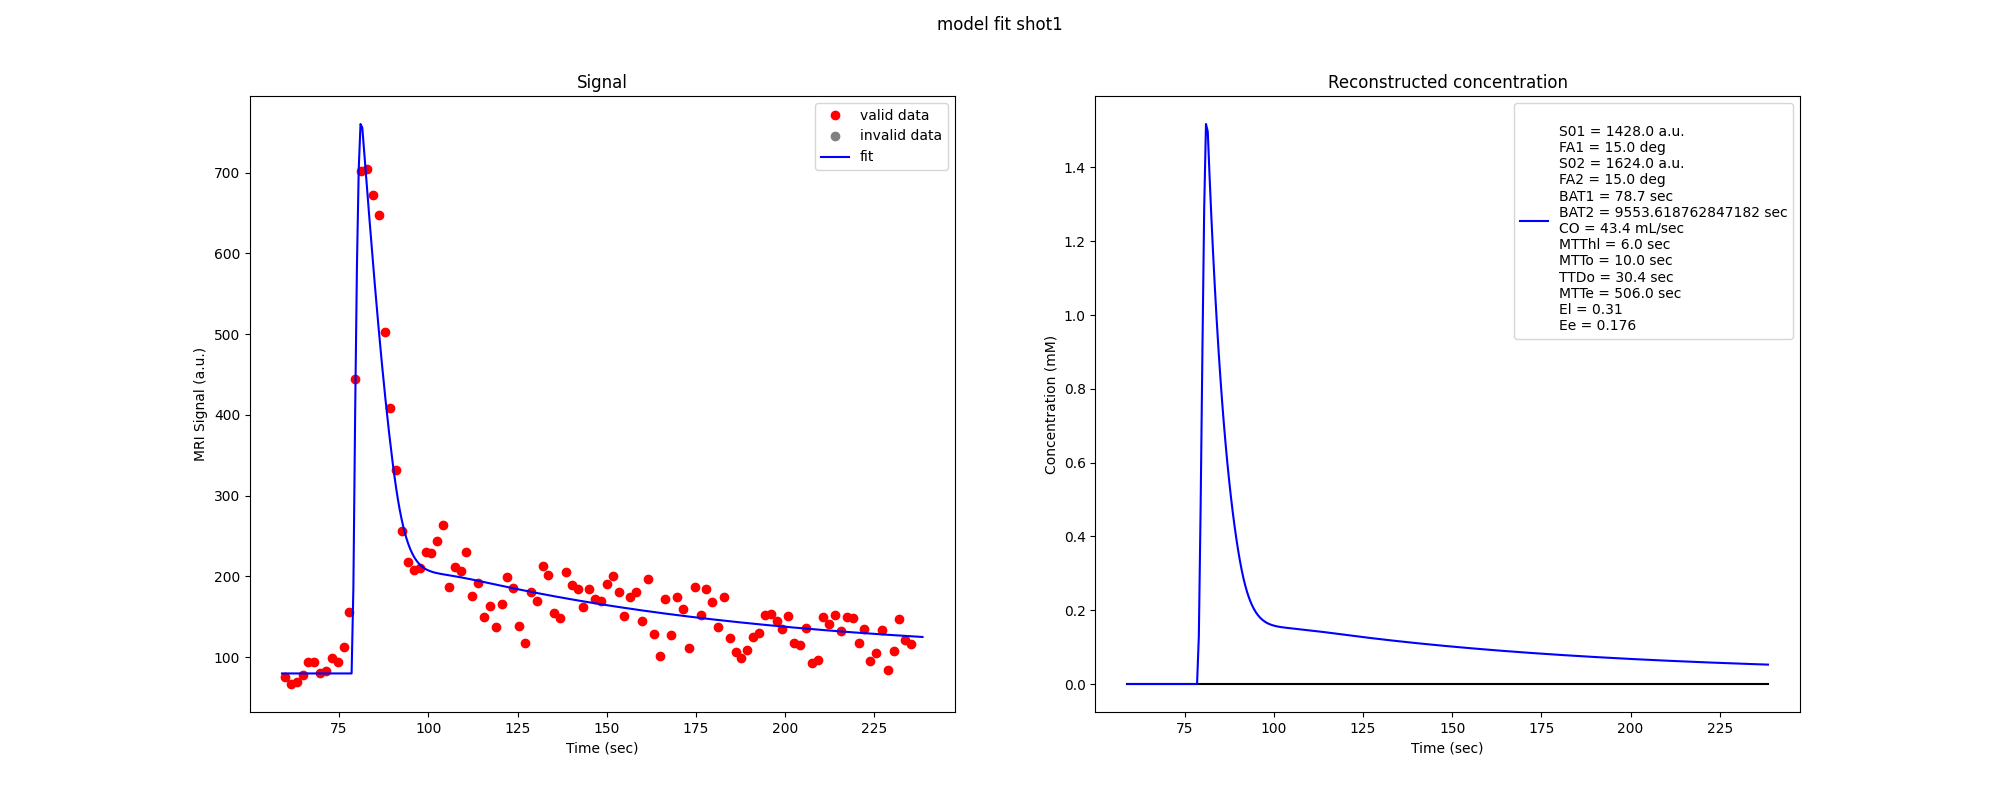 model fit shot1
Signal
MRI Signal (a.u.)
700
600
500
400
300
200
100
75 100 125 150 175 200 225
Time (sec)
valid data
invalid data
fit
Reconstructed concentration
Concentration (mM)
1.4
1.2
1.0
0.8
0.6
0.4
0.2
0.0
75 100 125 150 175 200 225
Time (sec)
S01 = 1428.0 a.u.
FA1 = 15.0 deg
S02 = 1624.0 a.u.
FA2 = 15.0 deg
BAT1 = 78.7 sec
BAT2 = 9553.618762847182 sec
CO = 43.4 mL/sec
MTThl = 6.0 sec
MTTo = 10.0 sec
TTDo = 30.4 sec
MTTe = 506.0 sec
El = 0.31
Ee = 0.176